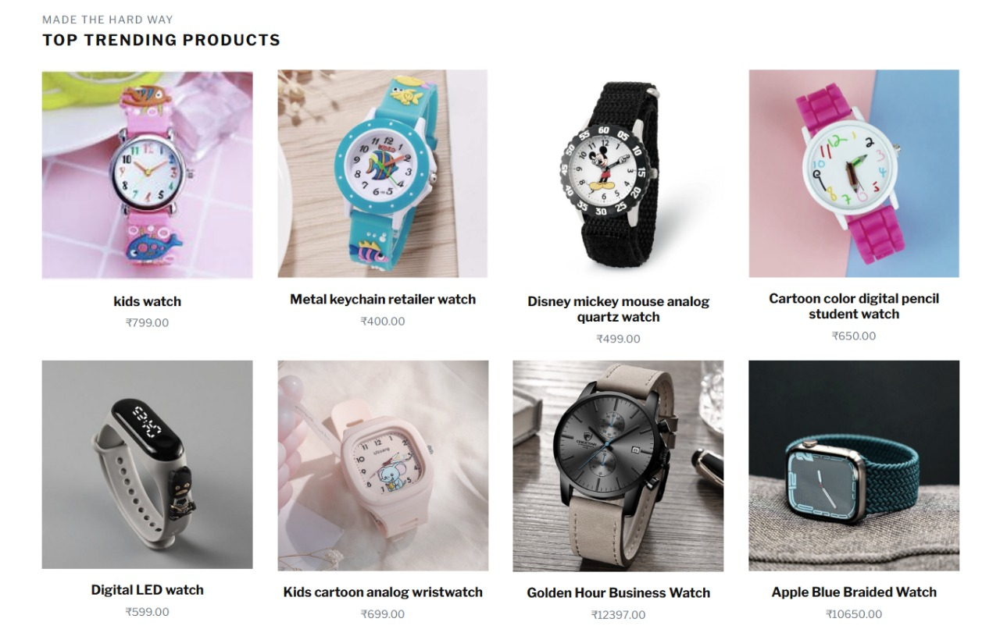 MADE THE HARD WAY
TOP TRENDING PRODUCTS
kids watch
₹799.00
Metal keychain retailer watch
₹400.00
Disney mickey mouse analog
quartz watch
₹499.00
Cartoon color digital pencil
student watch
₹650.00
Digital LED watch
₹599.00
Kids cartoon analog wristwatch
₹699.00
Golden Hour Business Watch
₹12397.00
Apple Blue Braided Watch
₹10650.00